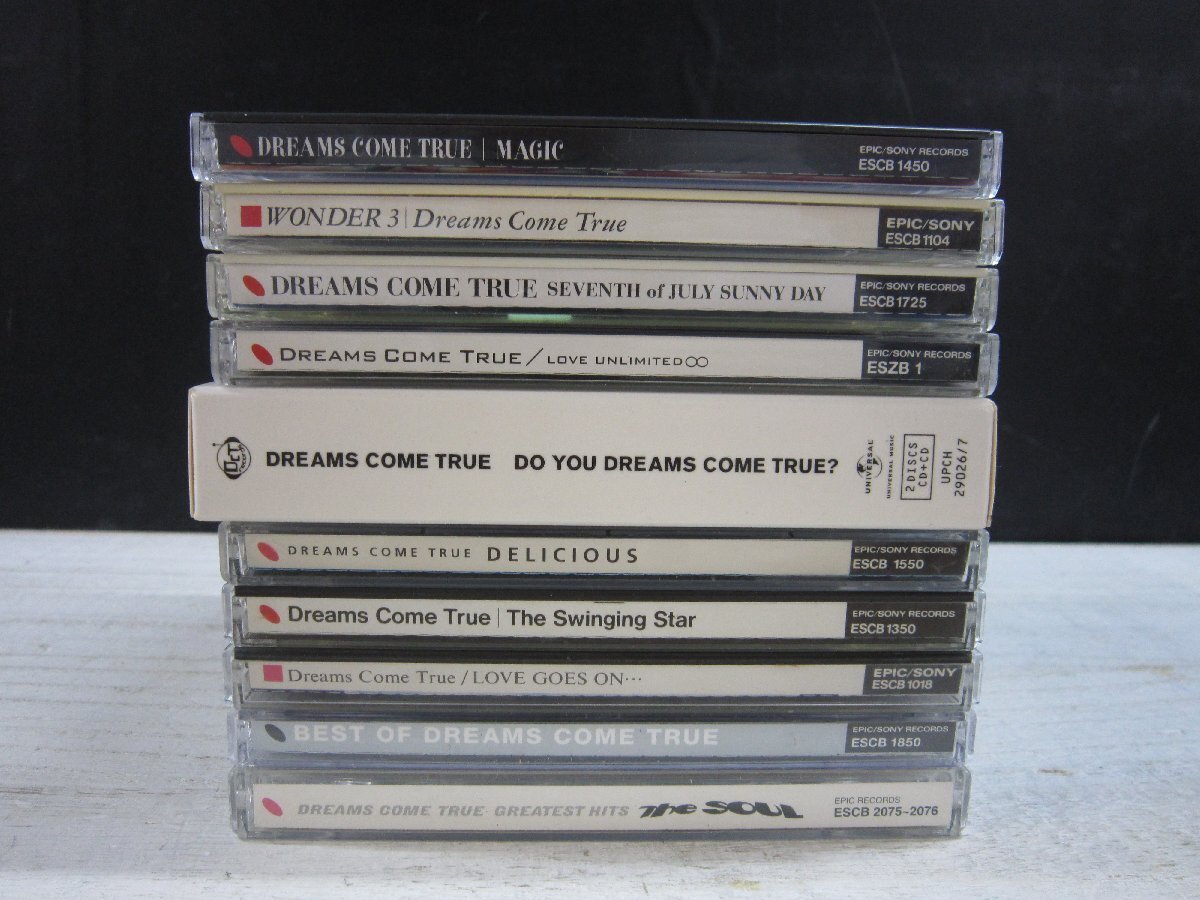 DREAMS COME TRUE | MAGIC
EPIC/SONY RECORDS
ESCB 1450
WONDER 3 | Dreams Come True
EPIC/SONY
ESCB 1104
DREAMS COME TRUE SEVENTH of JULY SUNNY DAY
EPIC/SONY RECORDS
ESCB 1725
DREAMS COME TRUE / LOVE UNLIMITED∞
EPIC/SONY RECORDS
ESZB 1
DCT
DREAMS COME TRUE DO YOU DREAMS COME TRUE?
UNIVERSAL
UNIVERSAL MUSIC
2 DISCS
CD+CD
UPCH
29026/7
DREAMS COME TRUE DELICIOUS
EPIC/SONY RECORDS
ESCB 1550
Dreams Come True | The Swinging Star
EPIC/SONY RECORDS
ESCB 1350
Dreams Come True / LOVE GOES ON…
EPIC/SONY
ESCB 1018
BEST OF DREAMS COME TRUE
EPIC/SONY RECORDS
ESCB 1850
DREAMS COME TRUE GREATEST HITS The SOUL
EPIC RECORDS
ESCB 2075~2076